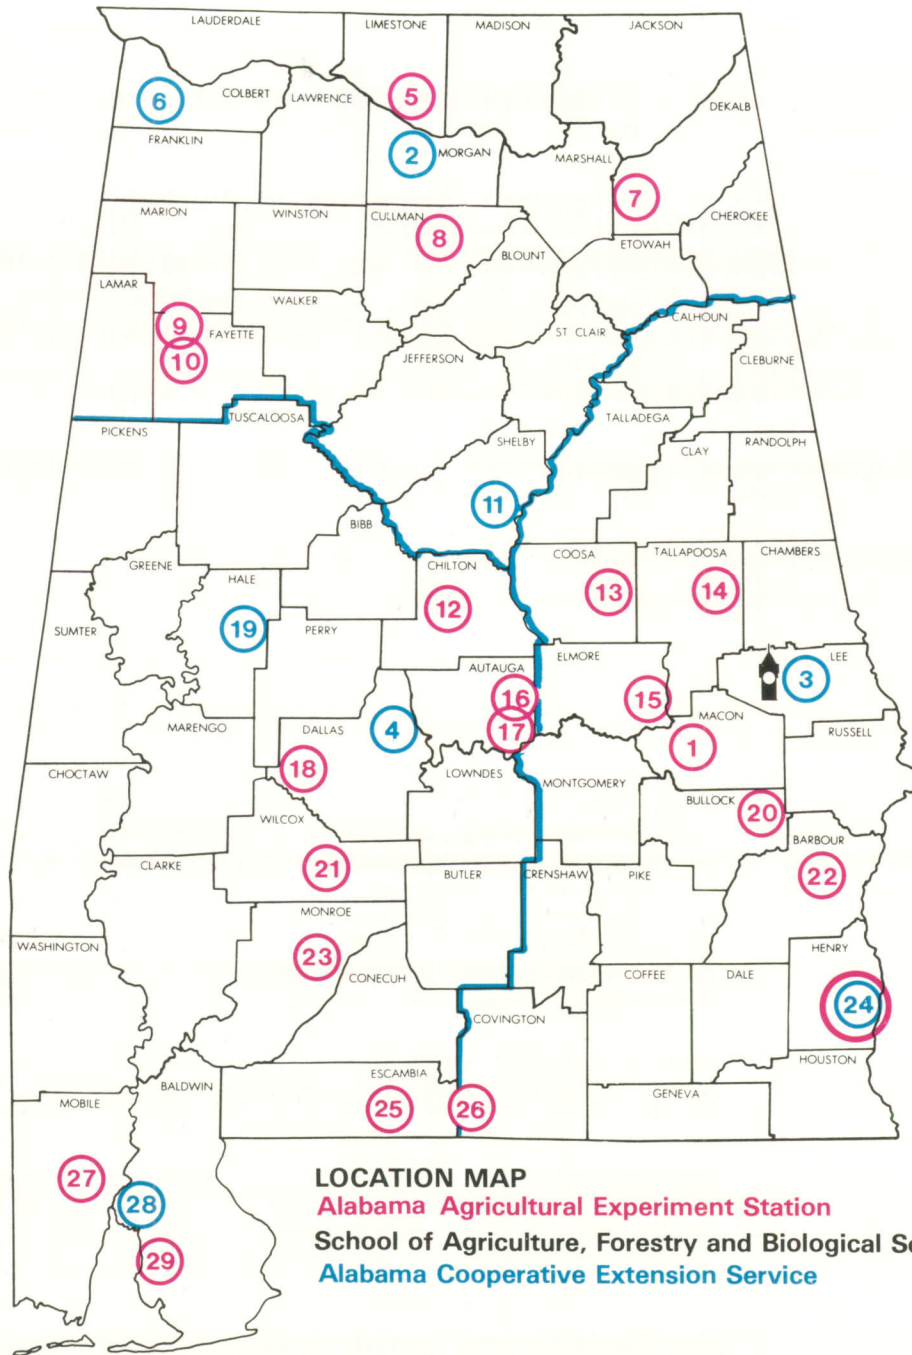 LAUDERDALE
LIMESTONE
MADISON
JACKSON
6
COLBERT
LAWRENCE
5
DEKALB
FRANKLIN
2
MORGAN
MARSHALL
7
MARION
WINSTON
CULLMAN
8
CHEROKEE
BLOUNT
ETOWAH
LAMAR
WALKER
9
FAYETTE
10
ST CLAIR
CALHOUN
JEFFERSON
CLEBURNE
PICKENS
TUSCALOOSA
TALLADEGA
SHELBY
CLAY
RANDOLPH
11
BIBB
GREENE
HALE
CHILTON
COOSA
TALLAPOOSA
CHAMBERS
12
13
14
SUMTER
19
PERRY
ELMORE
LEE
AUTAUGA
3
16
15
MARENGO
DALLAS
4
17
MACON
RUSSELL
1
CHOCTAW
18
LOWNDES
MONTGOMERY
BULLOCK
20
WILCOX
BARBOUR
CLARKE
21
BUTLER
CRENSHAW
PIKE
22
MONROE
WASHINGTON
23
HENRY
CONECUH
COFFEE
DALE
24
COVINGTON
HOUSTON
BALDWIN
ESCAMBIA
MOBILE
25
26
GENEVA
27
28
29
LOCATION MAP
Alabama Agricultural Experiment Station
School of Agriculture, Forestry and Biological
Alabama Cooperative Extension Service